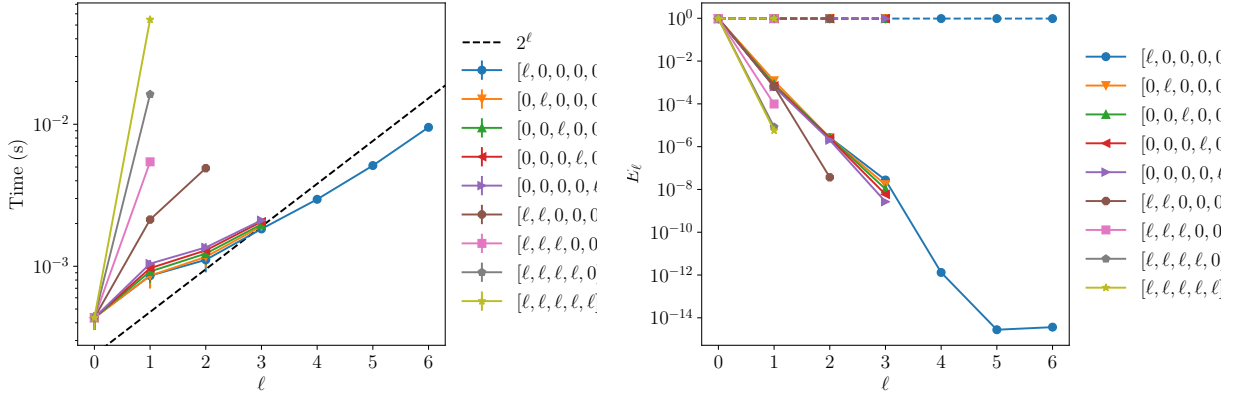 Time (s)
10^{-2}
10^{-3}
0 1 2 3 4 5 6
ℓ
2^ℓ
[ℓ, 0, 0, 0, 0
[0, ℓ, 0, 0, 0
[0, 0, ℓ, 0, 0
[0, 0, 0, ℓ, 0
[0, 0, 0, 0, ℓ
[ℓ, ℓ, 0, 0, 0
[ℓ, ℓ, ℓ, 0, 0
[ℓ, ℓ, ℓ, ℓ, 0
[ℓ, ℓ, ℓ, ℓ, ℓ]
E_ℓ
10^0
10^{-2}
10^{-4}
10^{-6}
10^{-8}
10^{-10}
10^{-12}
10^{-14}
0 1 2 3 4 5 6
ℓ
[ℓ, 0, 0, 0, 0
[0, ℓ, 0, 0, 0
[0, 0, ℓ, 0, 0
[0, 0, 0, ℓ, 0
[0, 0, 0, 0, ℓ
[ℓ, ℓ, 0, 0, 0
[ℓ, ℓ, ℓ, 0, 0
[ℓ, ℓ, ℓ, ℓ, 0
[ℓ, ℓ, ℓ, ℓ, ℓ]